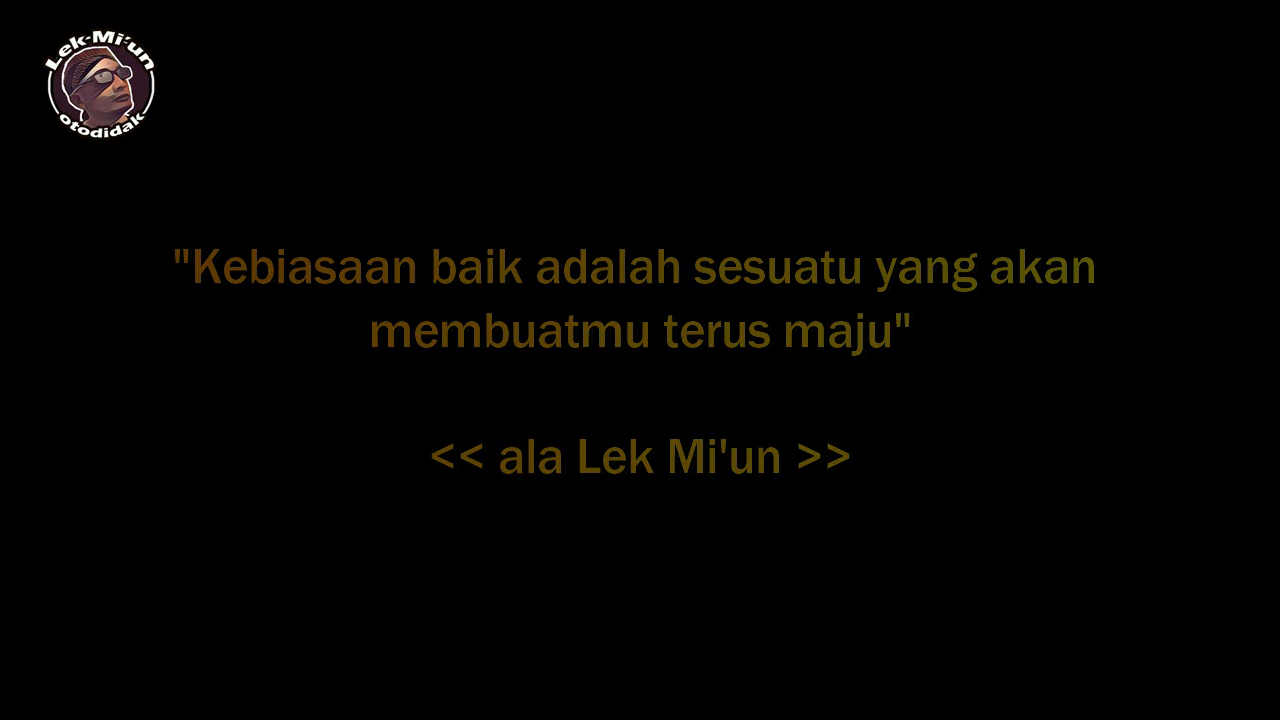 Lek-Mi'un
otodidak
"Kebiasaan baik adalah sesuatu yang akan
membuatmu terus maju"
<< ala Lek Mi'un >>